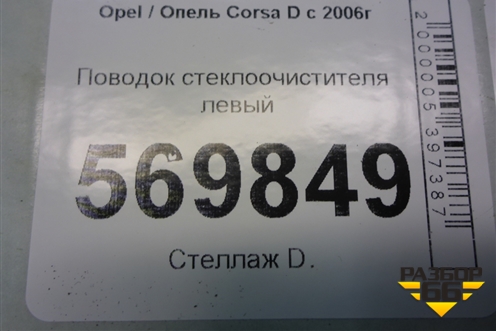 Opel / Опель Corsa D с 2006г
Поводок стеклоочистителя
левый
569849
Стеллаж D.
2000005397387
РАЗБОР
66